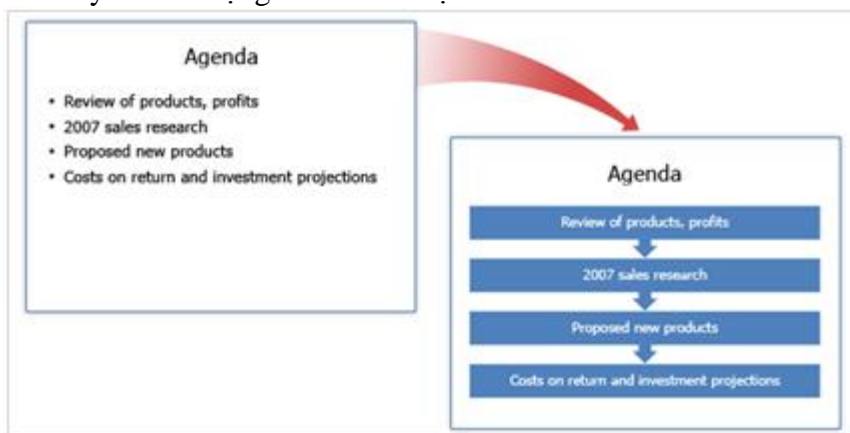 Agenda
• Review of products, profits
• 2007 sales research
• Proposed new products
• Costs on return and investment projections
Agenda
Review of products, profits
2007 sales research
Proposed new products
Costs on return and investment projections